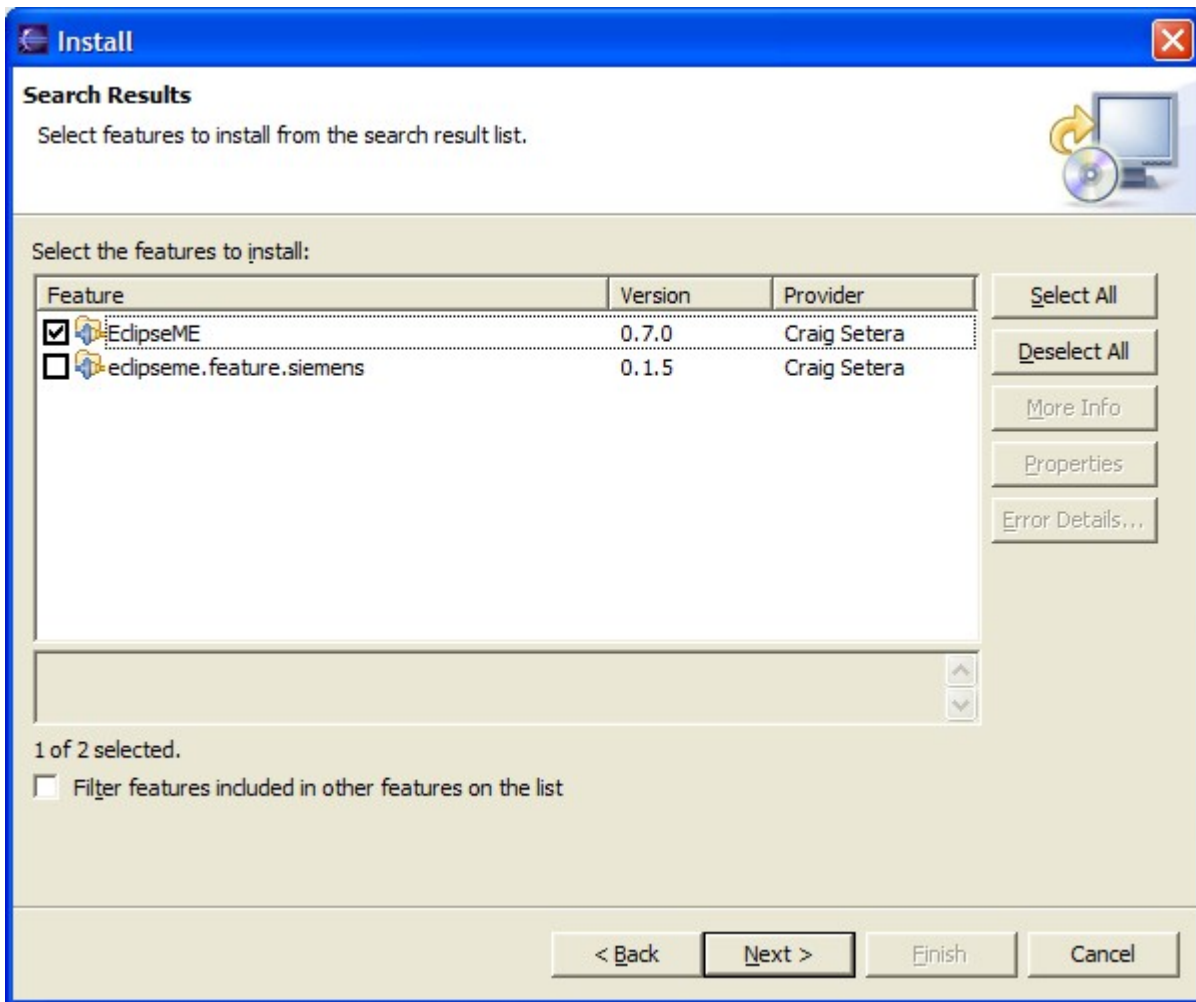 Install
Search Results
Select features to install from the search result list.
Select the features to install:
Feature Version Provider
EclipseME 0.7.0 Craig Setera
eclipseme.feature.siemens 0.1.5 Craig Setera
Select All
Deselect All
More Info
Properties
Error Details...
1 of 2 selected.
Filter features included in other features on the list
< Back Next > Finish Cancel